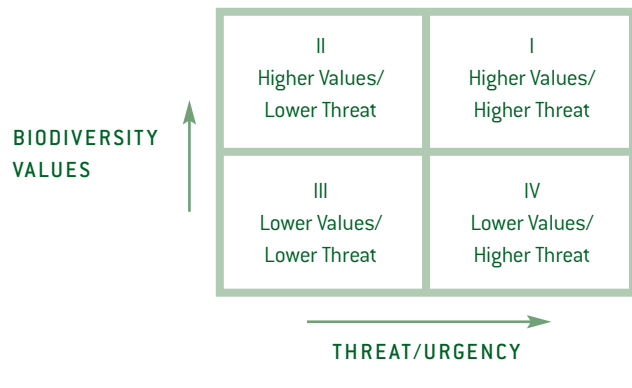 II
Higher Values/
Lower Threat
I
Higher Values/
Higher Threat
BIODIVERSITY
VALUES
III
Lower Values/
Lower Threat
IV
Lower Values/
Higher Threat
THREAT/URGENCY